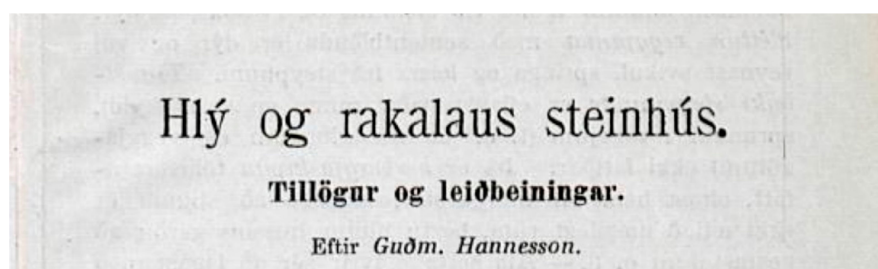 Hlý og rakalaus steinhús.
Tillögur og leiðbeiningar.
Eftir Guðm. Hannesson.